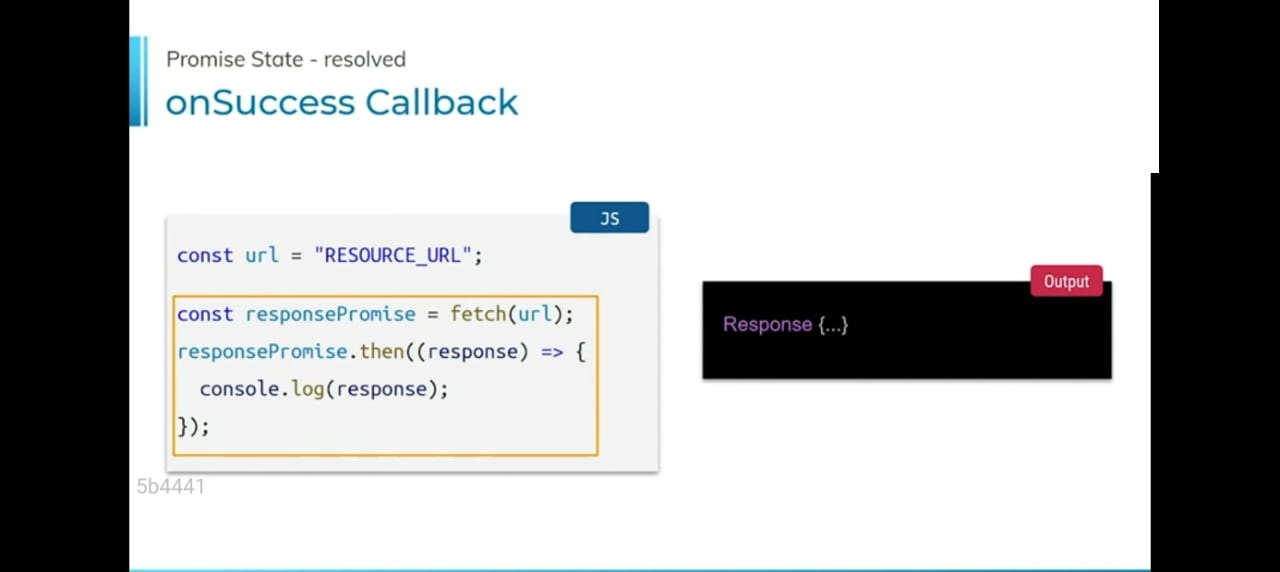 Promise State - resolved
onSuccess Callback
JS
const url = "RESOURCE_URL";
const responsePromise = fetch(url);
responsePromise.then((response) => {
  console.log(response);
});
Output
Response {...}
5b4441